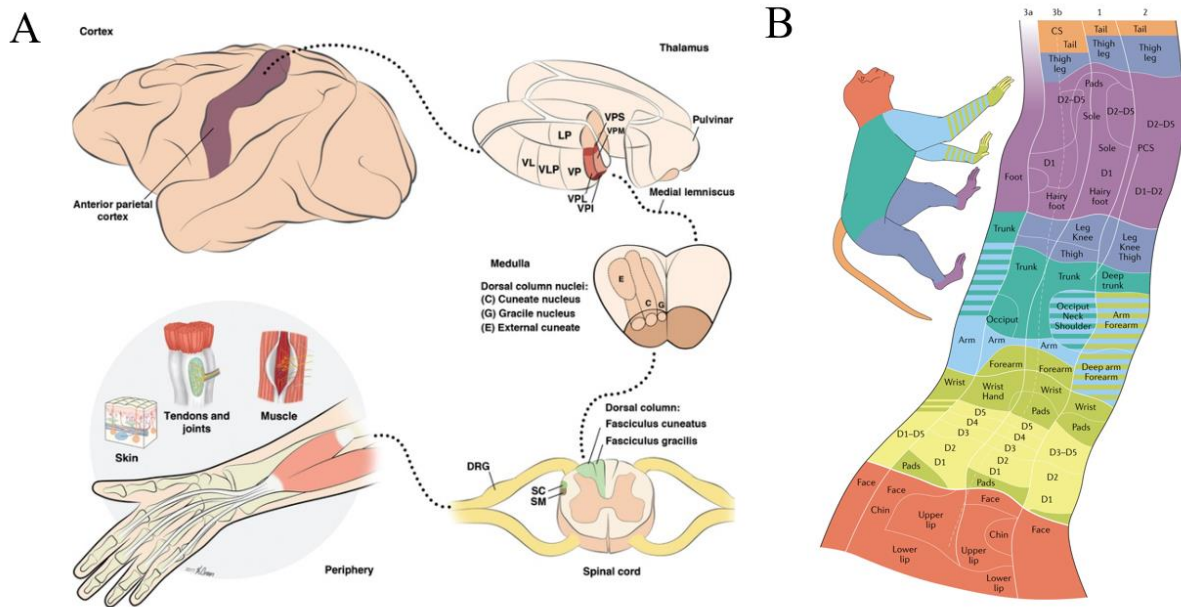 A
Cortex
Anterior parietal
cortex
Thalamus
VPS
VPM
LP
Pulvinar
VL
VLP
VP
VPL
VPI
Medial lemniscus
Medulla
Dorsal column nuclei:
(C) Cuneate nucleus
(G) Gracile nucleus
(E) External cuneate
E
C
G
Tendons and
joints
Muscle
Skin
Periphery
Dorsal column:
Fasciculus cuneatus
Fasciculus gracilis
DRG
SC
SM
Spinal cord
B
3a
3b
1
2
CS
Tail
Tail
Tail
Thigh
leg
Thigh
leg
Thigh
leg
Pads
D2–D5
Sole
D2–D5
D2–D5
Sole
PCS
D1
D1
Foot
Hairy
foot
Hairy
foot
D1–D2
Trunk
Leg
Knee
Thigh
Leg
Knee
Thigh
Trunk
Trunk
Deep
trunk
Occiput
Occiput
Neck
Shoulder
Arm
Forearm
Arm
Arm
Arm
Forearm
Forearm
Deep arm
Forearm
Wrist
Wrist
Hand
Wrist
Wrist
Pads
Pads
D1–D5
D5
D4
D3
D2
D1
D5
D4
D3
D2
D1
D3–D5
D2
D1
Pads
Pads
Face
Face
Face
Face
Chin
Upper
lip
Chin
Lower
lip
Upper
lip
Lower
lip